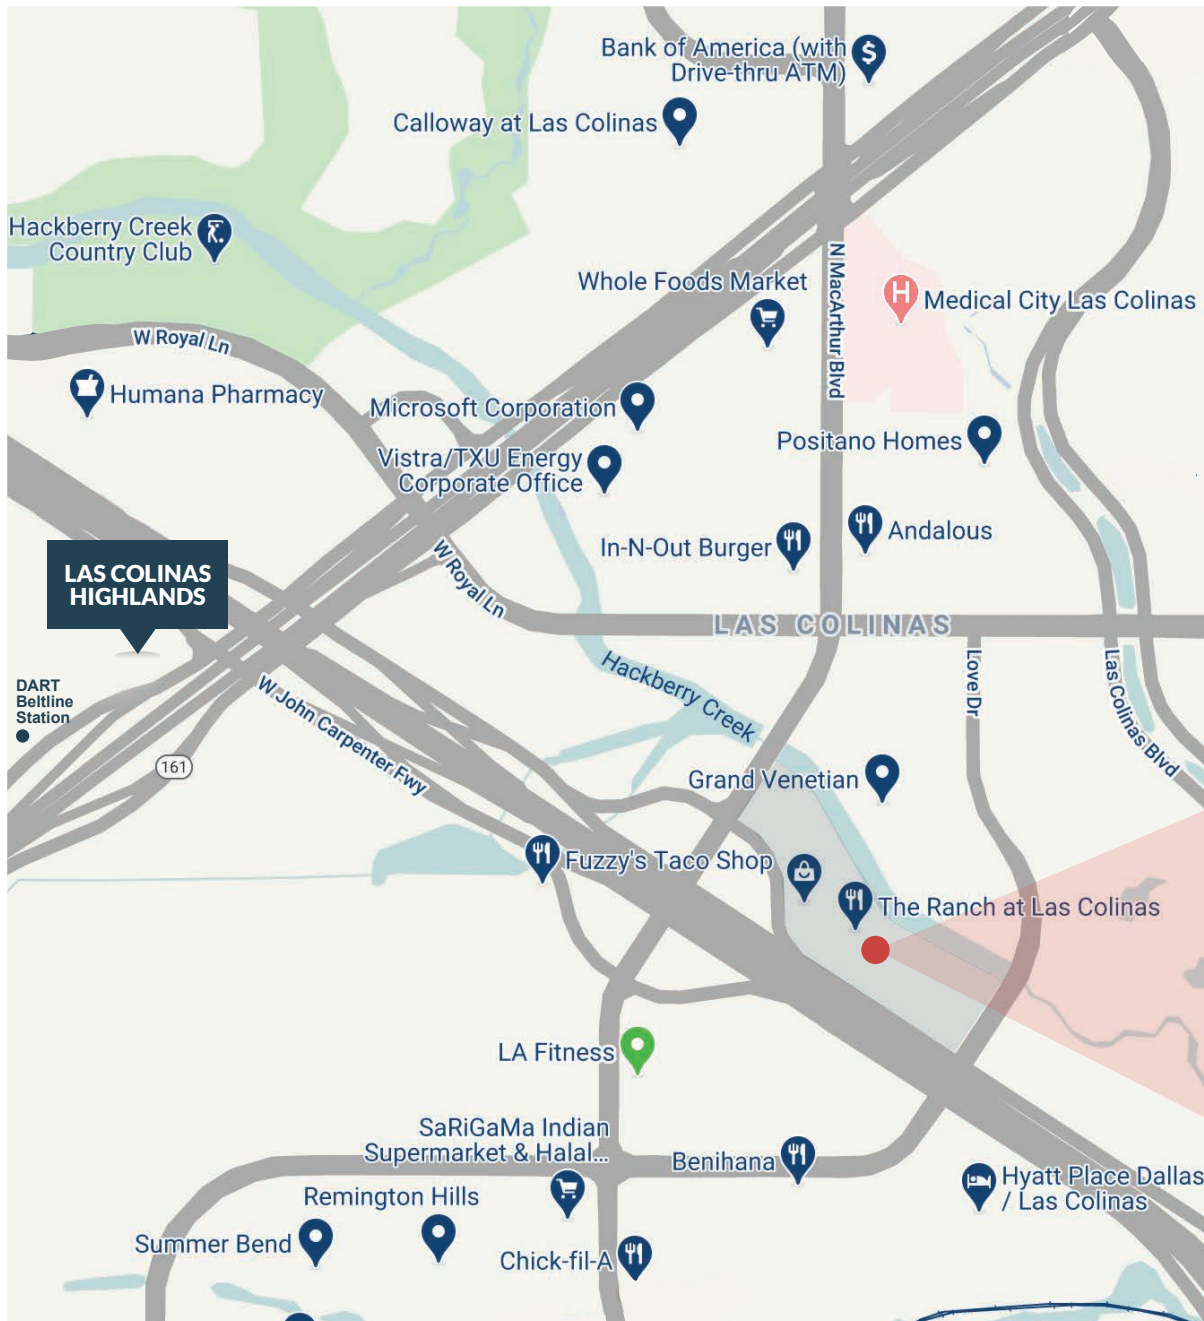 Bank of America (with
Drive-thru ATM)
$
Calloway at Las Colinas
Hackberry Creek
Country Club
N MacArthur Blvd
Whole Foods Market
H
Medical City Las Colinas
W Royal Ln
Humana Pharmacy
Microsoft Corporation
Positano Homes
Vistra/TXU Energy
Corporate Office
Andalous
In-N-Out Burger
LAS COLINAS
HIGHLANDS
W Royal Ln
LAS COLINAS
Hackberry Creek
Love Dr
Las Colinas Blvd
DART
Beltline
Station
W John Carpenter Fwy
161
Grand Venetian
Fuzzy's Taco Shop
The Ranch at Las Colinas
LA Fitness
SaRiGaMa Indian
Supermarket & Halal...
Benihana
Hyatt Place Dallas
/ Las Colinas
Remington Hills
Summer Bend
Chick-fil-A